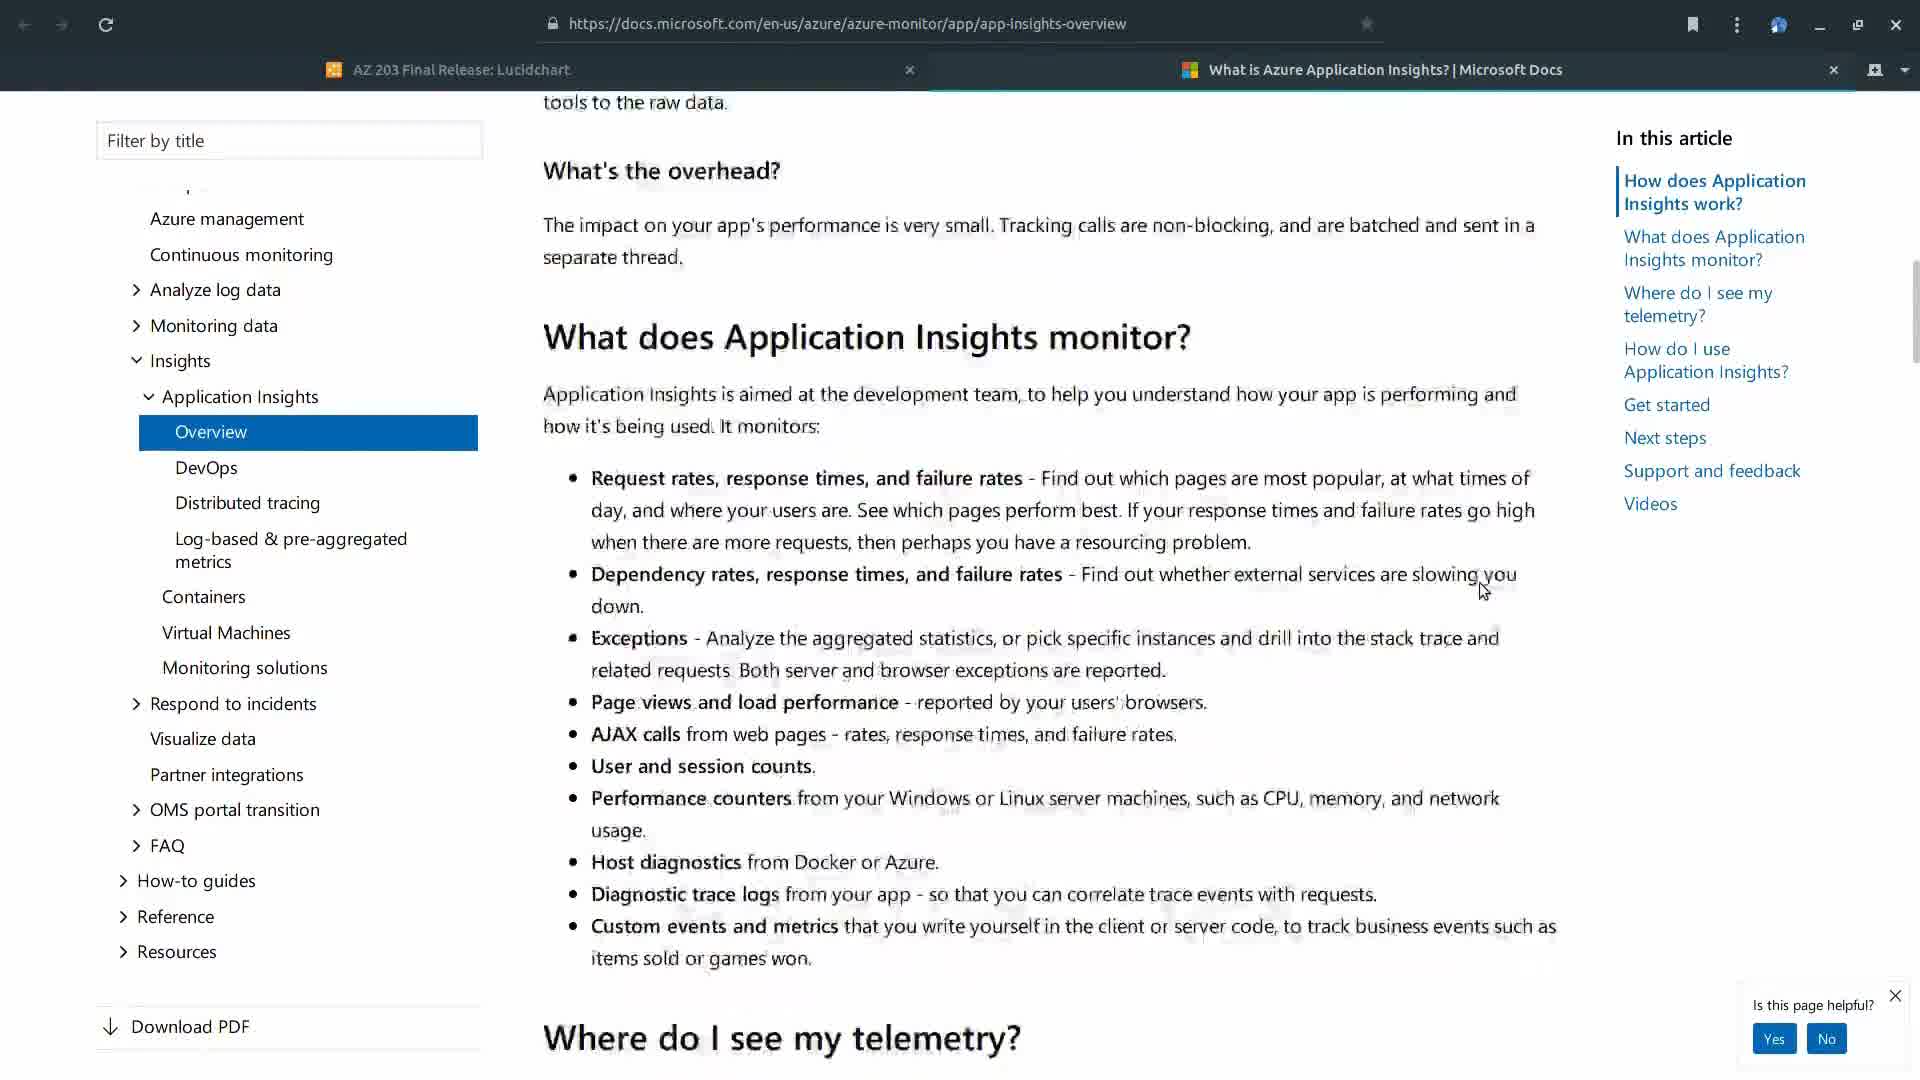 https://docs.microsoft.com/en-us/azure/azure-monitor/app/app-insights-overview
AZ 203 Final Release: Lucidchart
What is Azure Application Insights? | Microsoft Docs
Filter by title
Azure management
Continuous monitoring
Analyze log data
Monitoring data
Insights
Application Insights
Overview
DevOps
Distributed tracing
Log-based & pre-aggregated
metrics
Containers
Virtual Machines
Monitoring solutions
Respond to incidents
Visualize data
Partner integrations
OMS portal transition
FAQ
How-to guides
Reference
Resources
Download PDF
tools to the raw data.
What's the overhead?
The impact on your app's performance is very small. Tracking calls are non-blocking, and are batched and sent in a
separate thread.
What does Application Insights monitor?
Application Insights is aimed at the development team, to help you understand how your app is performing and
how it's being used. It monitors:
Request rates, response times, and failure rates - Find out which pages are most popular, at what times of
day, and where your users are. See which pages perform best. If your response times and failure rates go high
when there are more requests, then perhaps you have a resourcing problem.
Dependency rates, response times, and failure rates - Find out whether external services are slowing you
down.
Exceptions - Analyze the aggregated statistics, or pick specific instances and drill into the stack trace and
related requests. Both server and browser exceptions are reported.
Page views and load performance - reported by your users' browsers.
AJAX calls from web pages - rates, response times, and failure rates.
User and session counts.
Performance counters from your Windows or Linux server machines, such as CPU, memory, and network
usage.
Host diagnostics from Docker or Azure.
Diagnostic trace logs from your app - so that you can correlate trace events with requests.
Custom events and metrics that you write yourself in the client or server code, to track business events such as
items sold or games won.
Where do I see my telemetry?
In this article
How does Application
Insights work?
What does Application
Insights monitor?
Where do I see my
telemetry?
How do I use
Application Insights?
Get started
Next steps
Support and feedback
Videos
Is this page helpful?
Yes
No